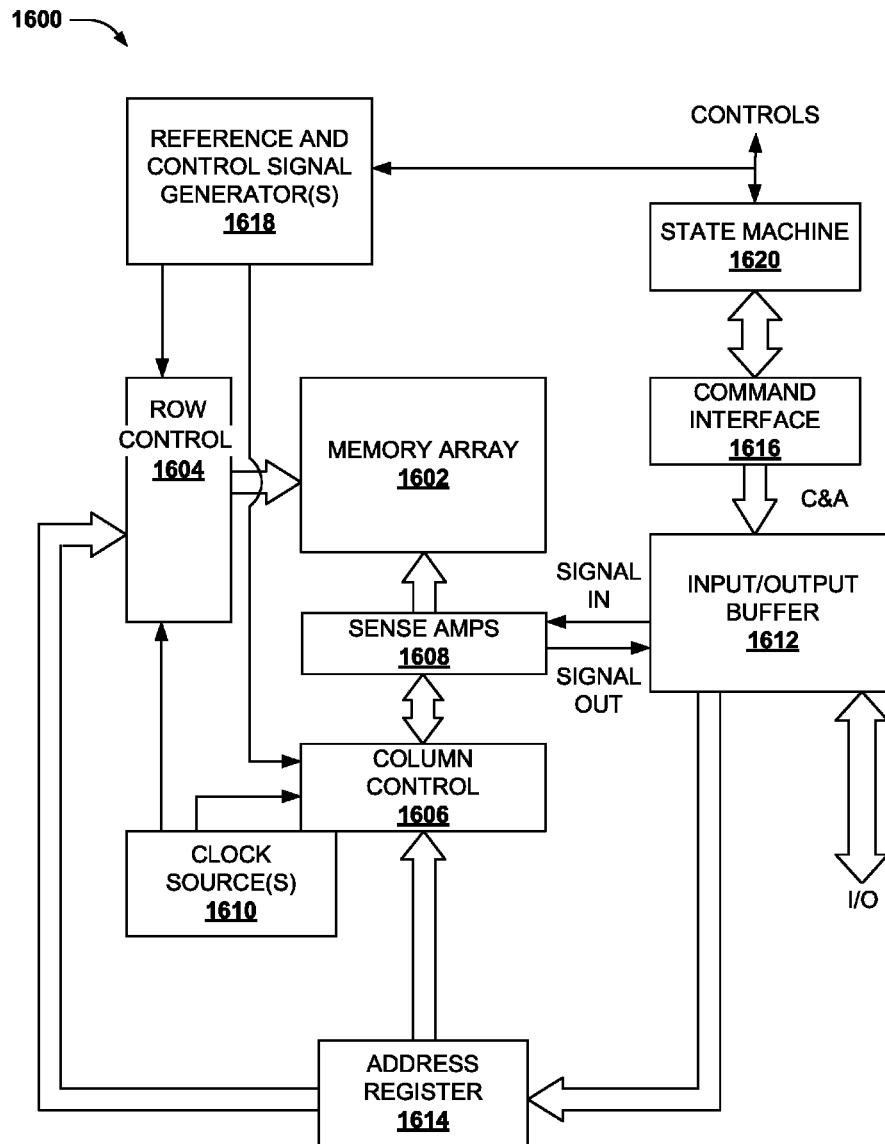 1600
REFERENCE AND
CONTROL SIGNAL
GENERATOR(S)
1618
CONTROLS
STATE MACHINE
1620
ROW
CONTROL
1604
MEMORY ARRAY
1602
COMMAND
INTERFACE
1616
C&A
SIGNAL
IN
INPUT/OUTPUT
BUFFER
1612
SENSE AMPS
1608
SIGNAL
OUT
COLUMN
CONTROL
1606
CLOCK
SOURCE(S)
1610
I/O
ADDRESS
REGISTER
1614